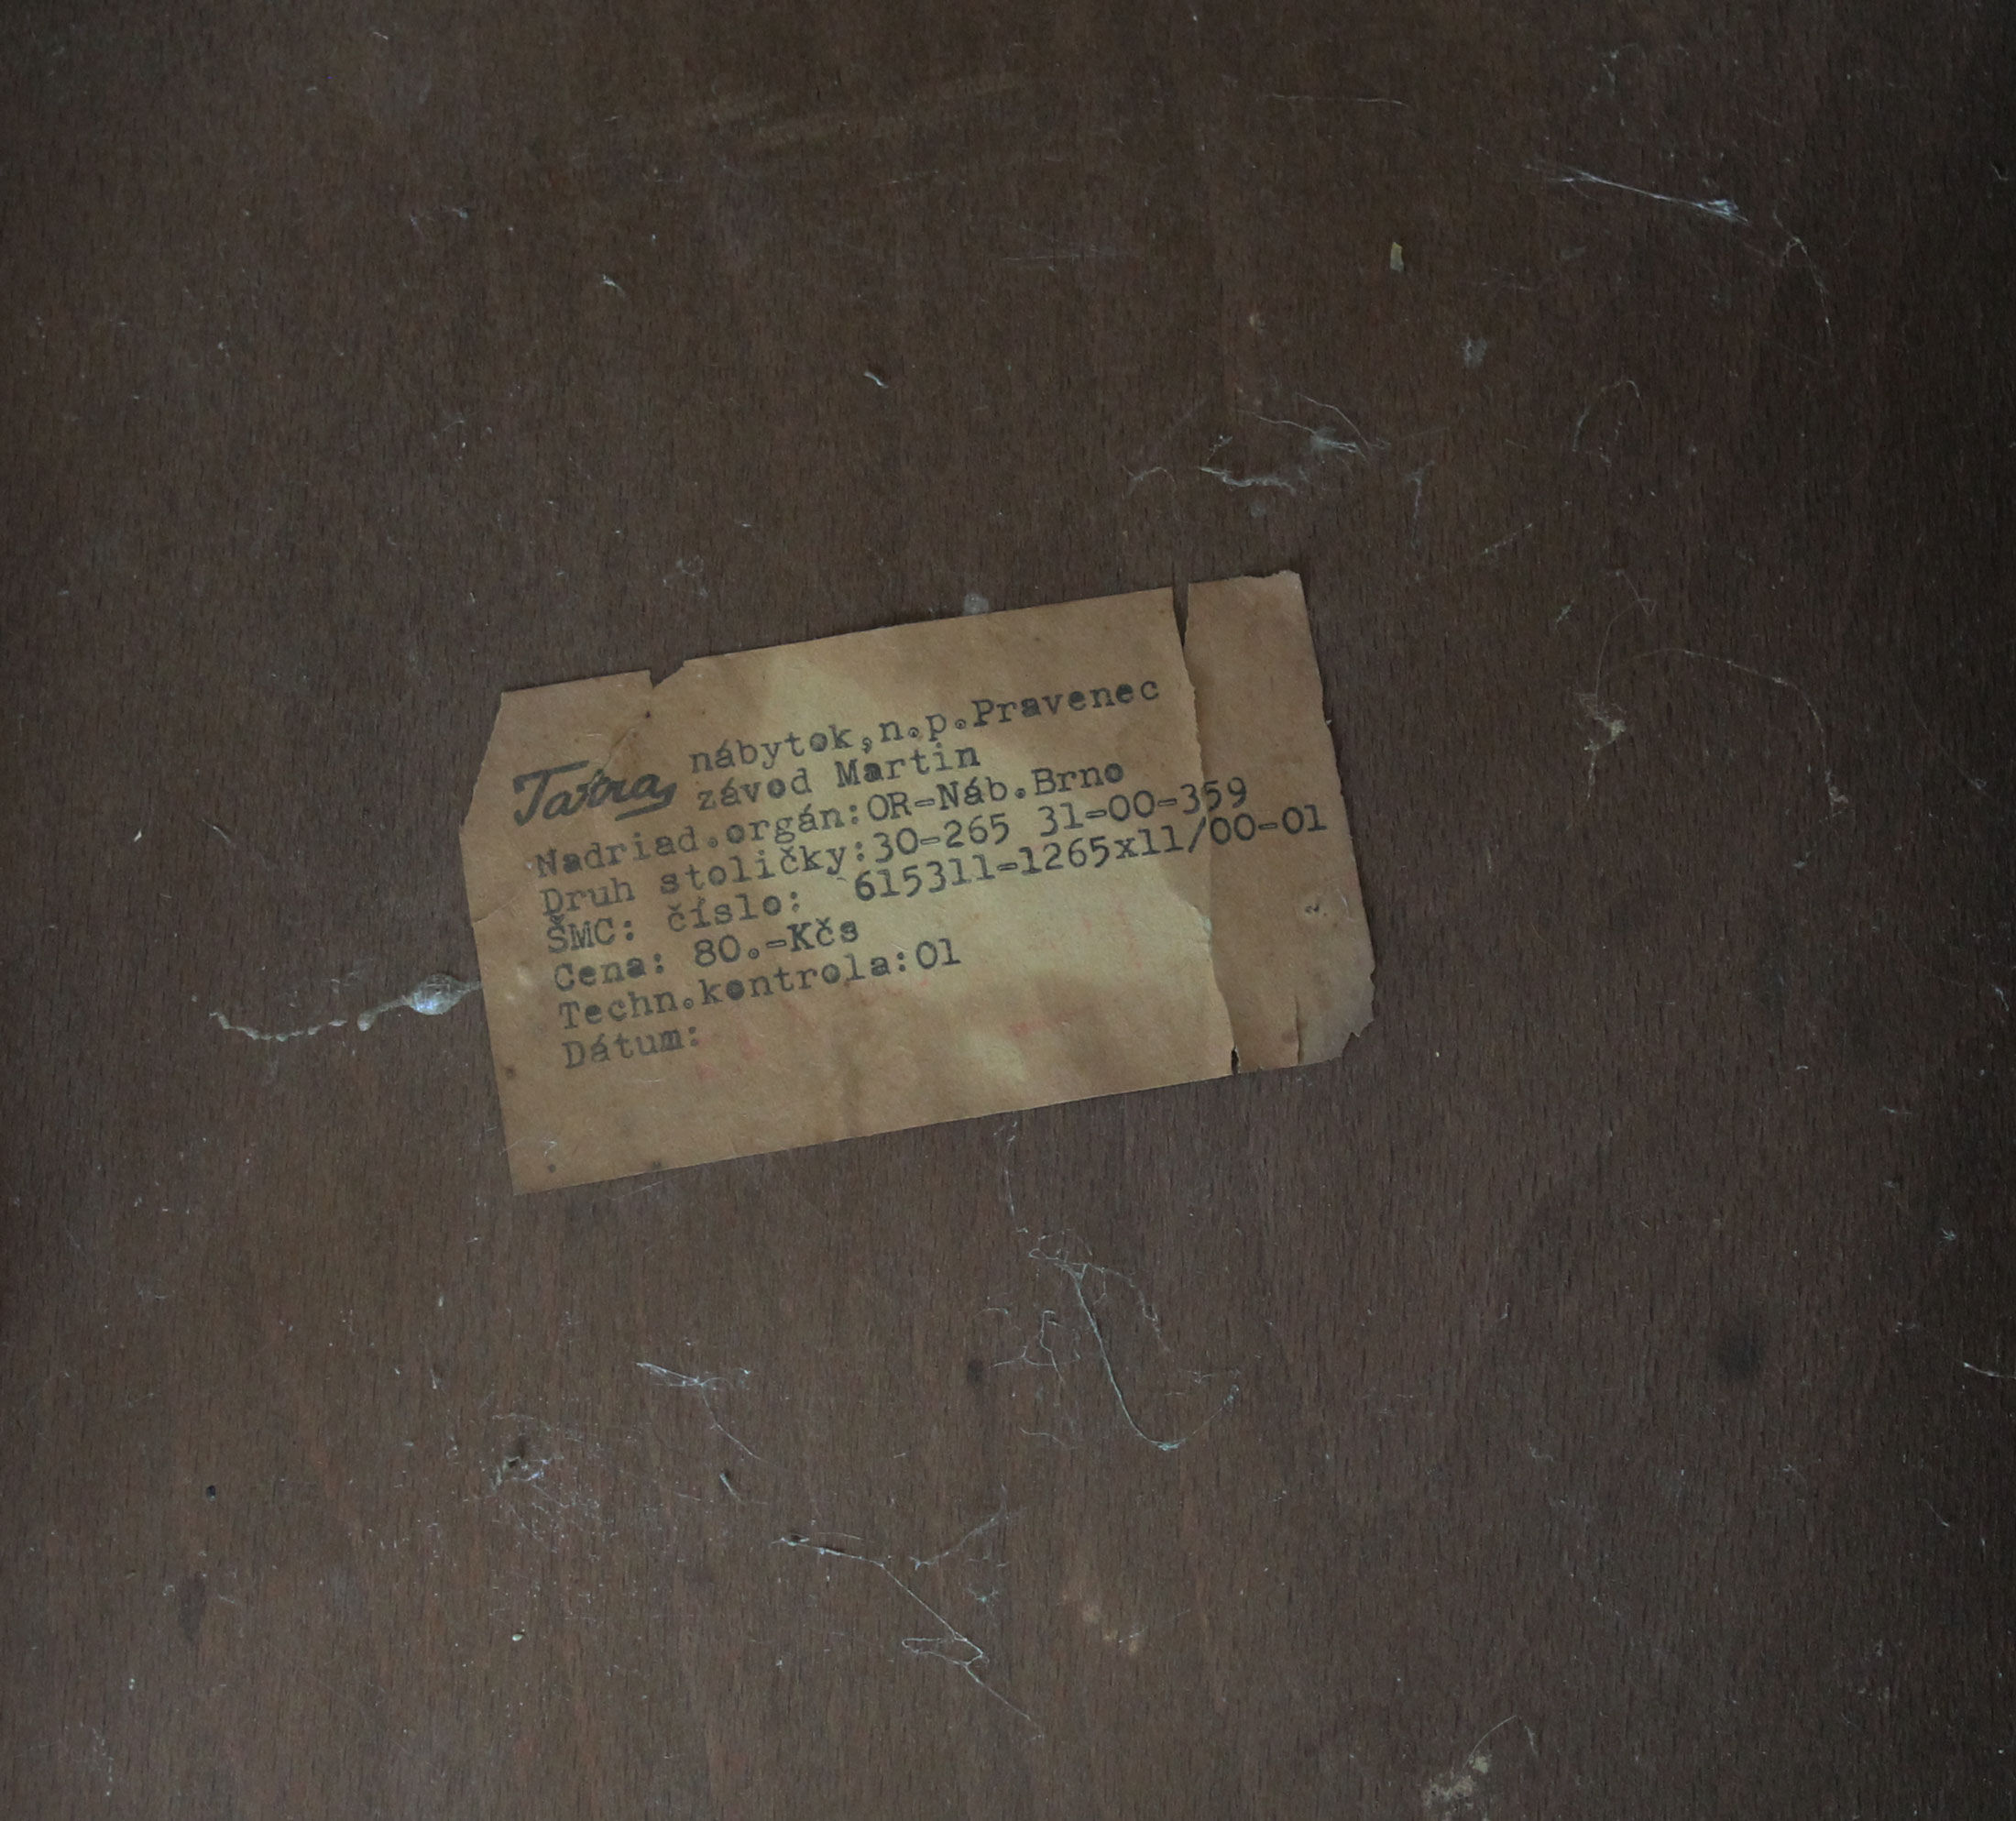 Tatra nábytok,n.p.Pravenec
závod Martin
Nadriad.orgán:OR-Náb.Brno
Druh stoličky:30-265 31-00-359
ŠMC: číslo: 615311-1265x11/00-01
Cena: 80.-Kčs
Techn.kontrola:01
Dátum: